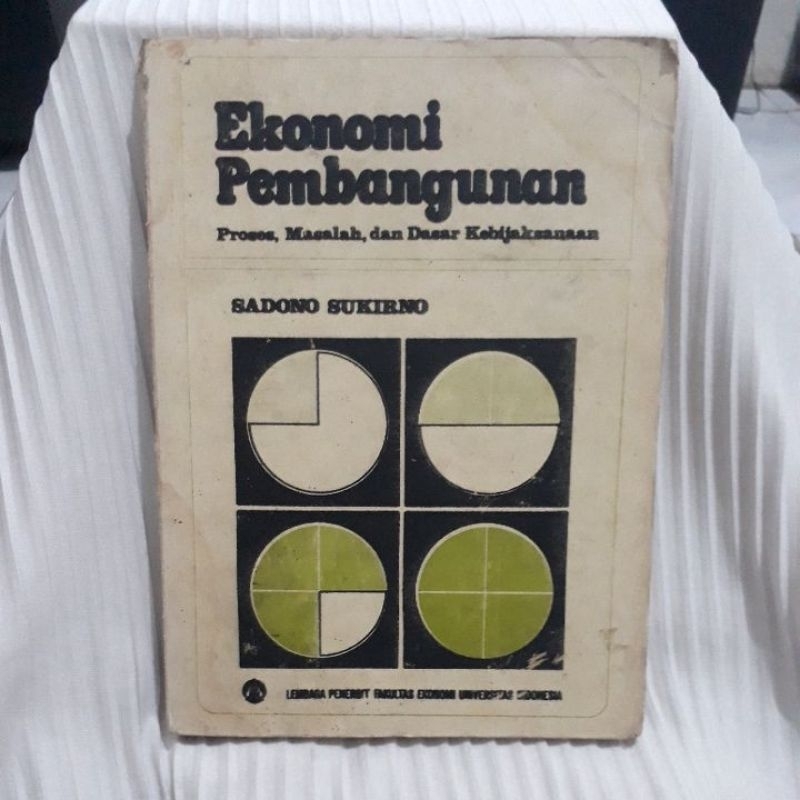 Ekonomi
Pembangunan
Proses, Masalah, dan Dasar Kebijaksanaan
SADONO SUKIRNO
LEMBAGA PENERBIT FAKULTAS EKONOMI UNIVERSITAS INDONESIA